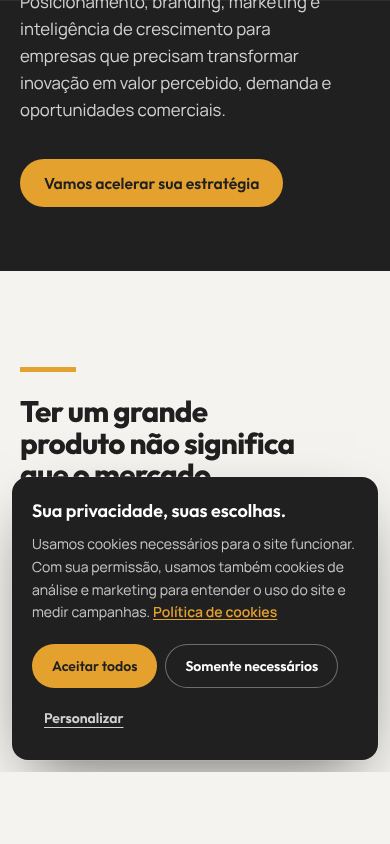 Posicionamento, branding, marketing e
inteligência de crescimento para
empresas que precisam transformar
inovação em valor percebido, demanda e
oportunidades comerciais.
Vamos acelerar sua estratégia
Ter um grande
produto não significa
que o mercado
Sua privacidade, suas escolhas.
Usamos cookies necessários para o site funcionar.
Com sua permissão, usamos também cookies de
análise e marketing para entender o uso do site e
medir campanhas. Política de cookies
Aceitar todos
Somente necessários
Personalizar